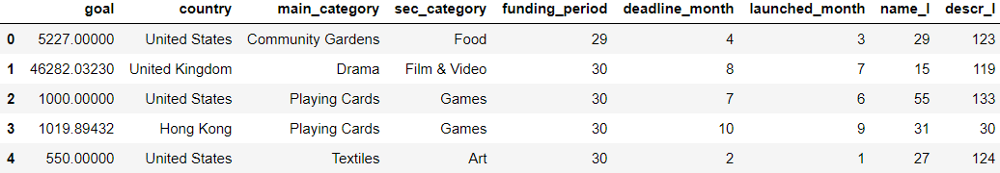 goal country main_category sec_category funding_period deadline_month launched_month name_l descr_l
0 5227.00000 United States Community Gardens Food 29 4 3 29 123
1 46282.03230 United Kingdom Drama Film & Video 30 8 7 15 119
2 1000.00000 United States Playing Cards Games 30 7 6 55 133
3 1019.89432 Hong Kong Playing Cards Games 30 10 9 31 30
4 550.00000 United States Textiles Art 30 2 1 27 124